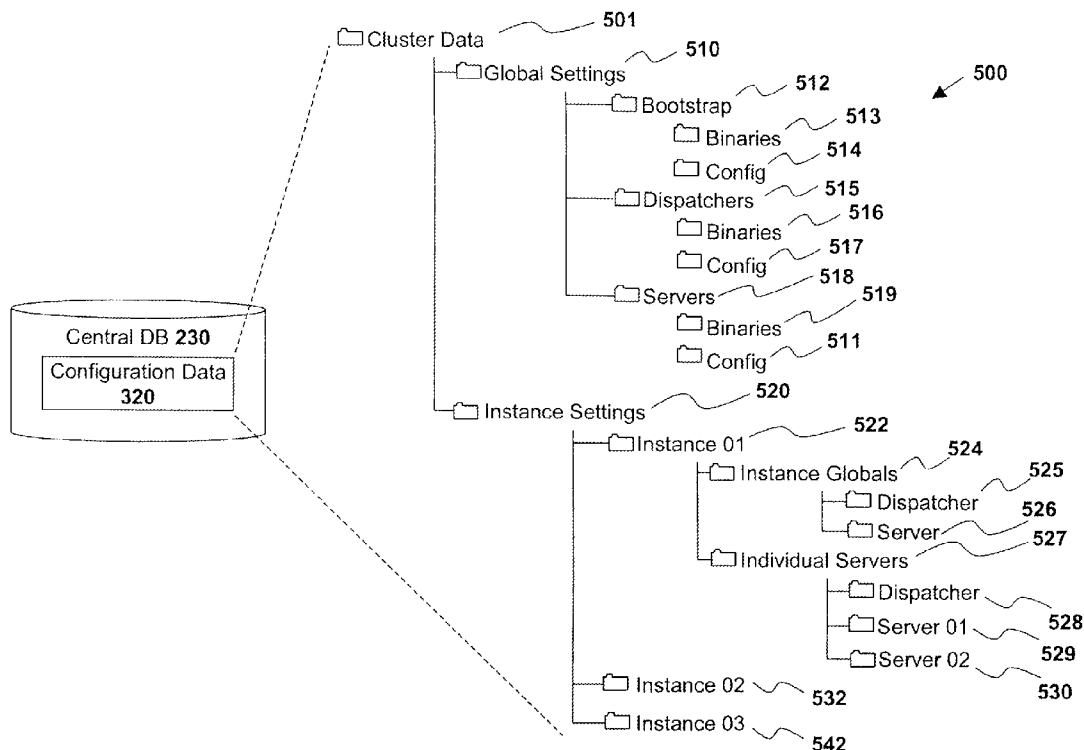 Cluster Data 501
Global Settings 510
500
Bootstrap 512
Binaries 513
Config 514
Dispatchers 515
Binaries 516
Config 517
Servers 518
Binaries 519
Config 511
Central DB 230
Configuration Data
320
Instance Settings 520
Instance 01 522
Instance Globals 524
Dispatcher 525
Server 526
Individual Servers 527
Dispatcher 528
Server 01 529
Server 02 530
Instance 02 532
Instance 03 542